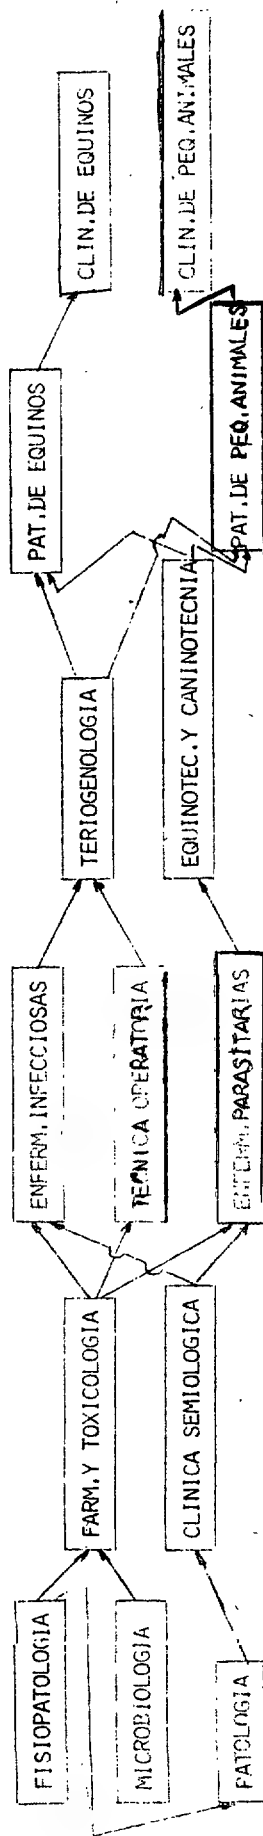 FISIOPATOLOGIA
MICROBIOLOGIA
PATOLOGIA
FARM.Y TOXICOLOGIA
CLINICA SEMIOLOGICA
ENFERM.INFECCIOSAS
TECNICA OPERATORIA
ENFERM.PARASITARIAS
TERIOGENOLOGIA
EQUINOTEC.Y CANINOTECNIA
PAT.DE EQUINOS
PAT.DE PEQ.ANIMALES
CLIN.DE EQUINOS
CLIN.DE PEQ.ANIMALES